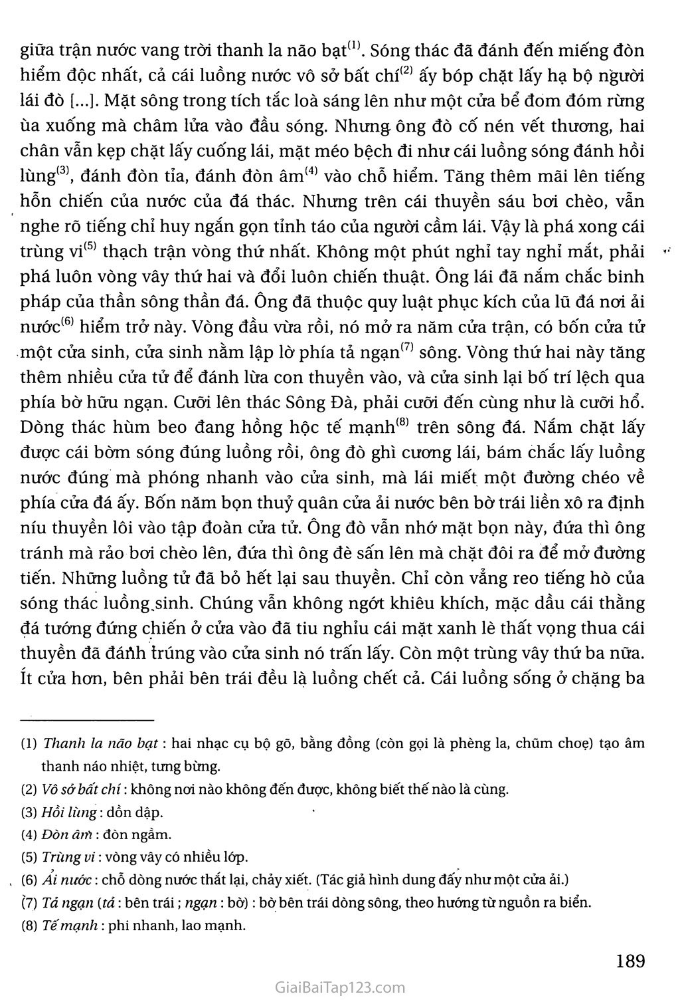 giữa trận nước vang trời thanh la não bạt(1). Sóng thác đã đánh đến miếng đòn
hiểm độc nhất, cả cái luồng nước vô sở bất chí(2) ấy bóp chặt lấy hạ bộ người
lái đò [...]. Mặt sông trong tích tắc loà sáng lên như một cửa bể đom đóm rừng
ùa xuống mà châm lửa vào đầu sóng. Nhưng ông đò cố nén vết thương, hai
chân vẫn kẹp chặt lấy cuống lái, mặt méo bệch đi như cái luồng sóng đánh hồi
lùng(3), đánh đòn tỉa, đánh đòn âm(4) vào chỗ hiểm. Tăng thêm mãi lên tiếng
hỗn chiến của nước của đá thác. Nhưng trên cái thuyền sáu bơi chèo, vẫn
nghe rõ tiếng chỉ huy ngắn gọn tỉnh táo của người cầm lái. Vậy là phá xong cái
trùng vi(5) thạch trận vòng thứ nhất. Không một phút nghỉ tay nghỉ mắt, phải
phá luôn vòng vây thứ hai và đổi luôn chiến thuật. Ông lái đã nắm chắc binh
pháp của thần sông thần đá. Ông đã thuộc quy luật phục kích của lũ đá nơi ải
nước(6) hiểm trở này. Vòng đầu vừa rồi, nó mở ra năm cửa trận, có bốn cửa tử
một cửa sinh, cửa sinh nằm lập lờ phía tả ngạn(7) sông. Vòng thứ hai này tăng
thêm nhiều cửa tử để đánh lừa con thuyền vào, và cửa sinh lại bố trí lệch qua
phía bờ hữu ngạn. Cưỡi lên thác Sông Đà, phải cưỡi đến cùng như là cưỡi hổ.
Dòng thác hùm beo đang hồng hộc tế mạnh(8) trên sông đá. Nắm chặt lấy
được cái bờm sóng đúng luồng rồi, ông đò ghì cương lái, bám chắc lấy luồng
nước đúng mà phóng nhanh vào cửa sinh, mà lái miết một đường chéo về
phía cửa đá ấy. Bốn năm bọn thuỷ quân cửa ải nước bên bờ trái liền xô ra định
níu thuyền lôi vào tập đoàn cửa tử. Ông đò vẫn nhớ mặt bọn này, đứa thì ông
tránh mà rảo bơi chèo lên, đứa thì ông đè sấn lên mà chặt đôi ra để mở đường
tiến. Những luồng tử đã bỏ hết lại sau thuyền. Chỉ còn vẳng reo tiếng hò của
sóng thác luồng sinh. Chúng vẫn không ngớt khiêu khích, mặc dầu cái thằng
đá tướng đứng chiến ở cửa vào đã tiu nghỉu cái mặt xanh lè thất vọng thua cái
thuyền đã đánh trúng vào cửa sinh nó trấn lấy. Còn một trùng vây thứ ba nữa.
Ít cửa hơn, bên phải bên trái đều là luồng chết cả. Cái luồng sống ở chặng ba
(1) Thanh la não bạt : hai nhạc cụ bộ gõ, bằng đồng (còn gọi là phèng la, chũm choẹ) tạo âm
thanh náo nhiệt, tưng bừng.
(2) Vô sở bất chí : không nơi nào không đến được, không biết thế nào là cùng.
(3) Hồi lùng : dồn dập.
(4) Đòn âm : đòn ngầm.
(5) Trùng vi : vòng vây có nhiều lớp.
(6) Ải nước : chỗ dòng nước thắt lại, chảy xiết. (Tác giả hình dung đấy như một cửa ải.)
(7) Tả ngạn (tả : bên trái ; ngạn : bờ) : bờ bên trái dòng sông, theo hướng từ nguồn ra biển.
(8) Tế mạnh : phi nhanh, lao mạnh.
189
GiaiBaiTap123.com